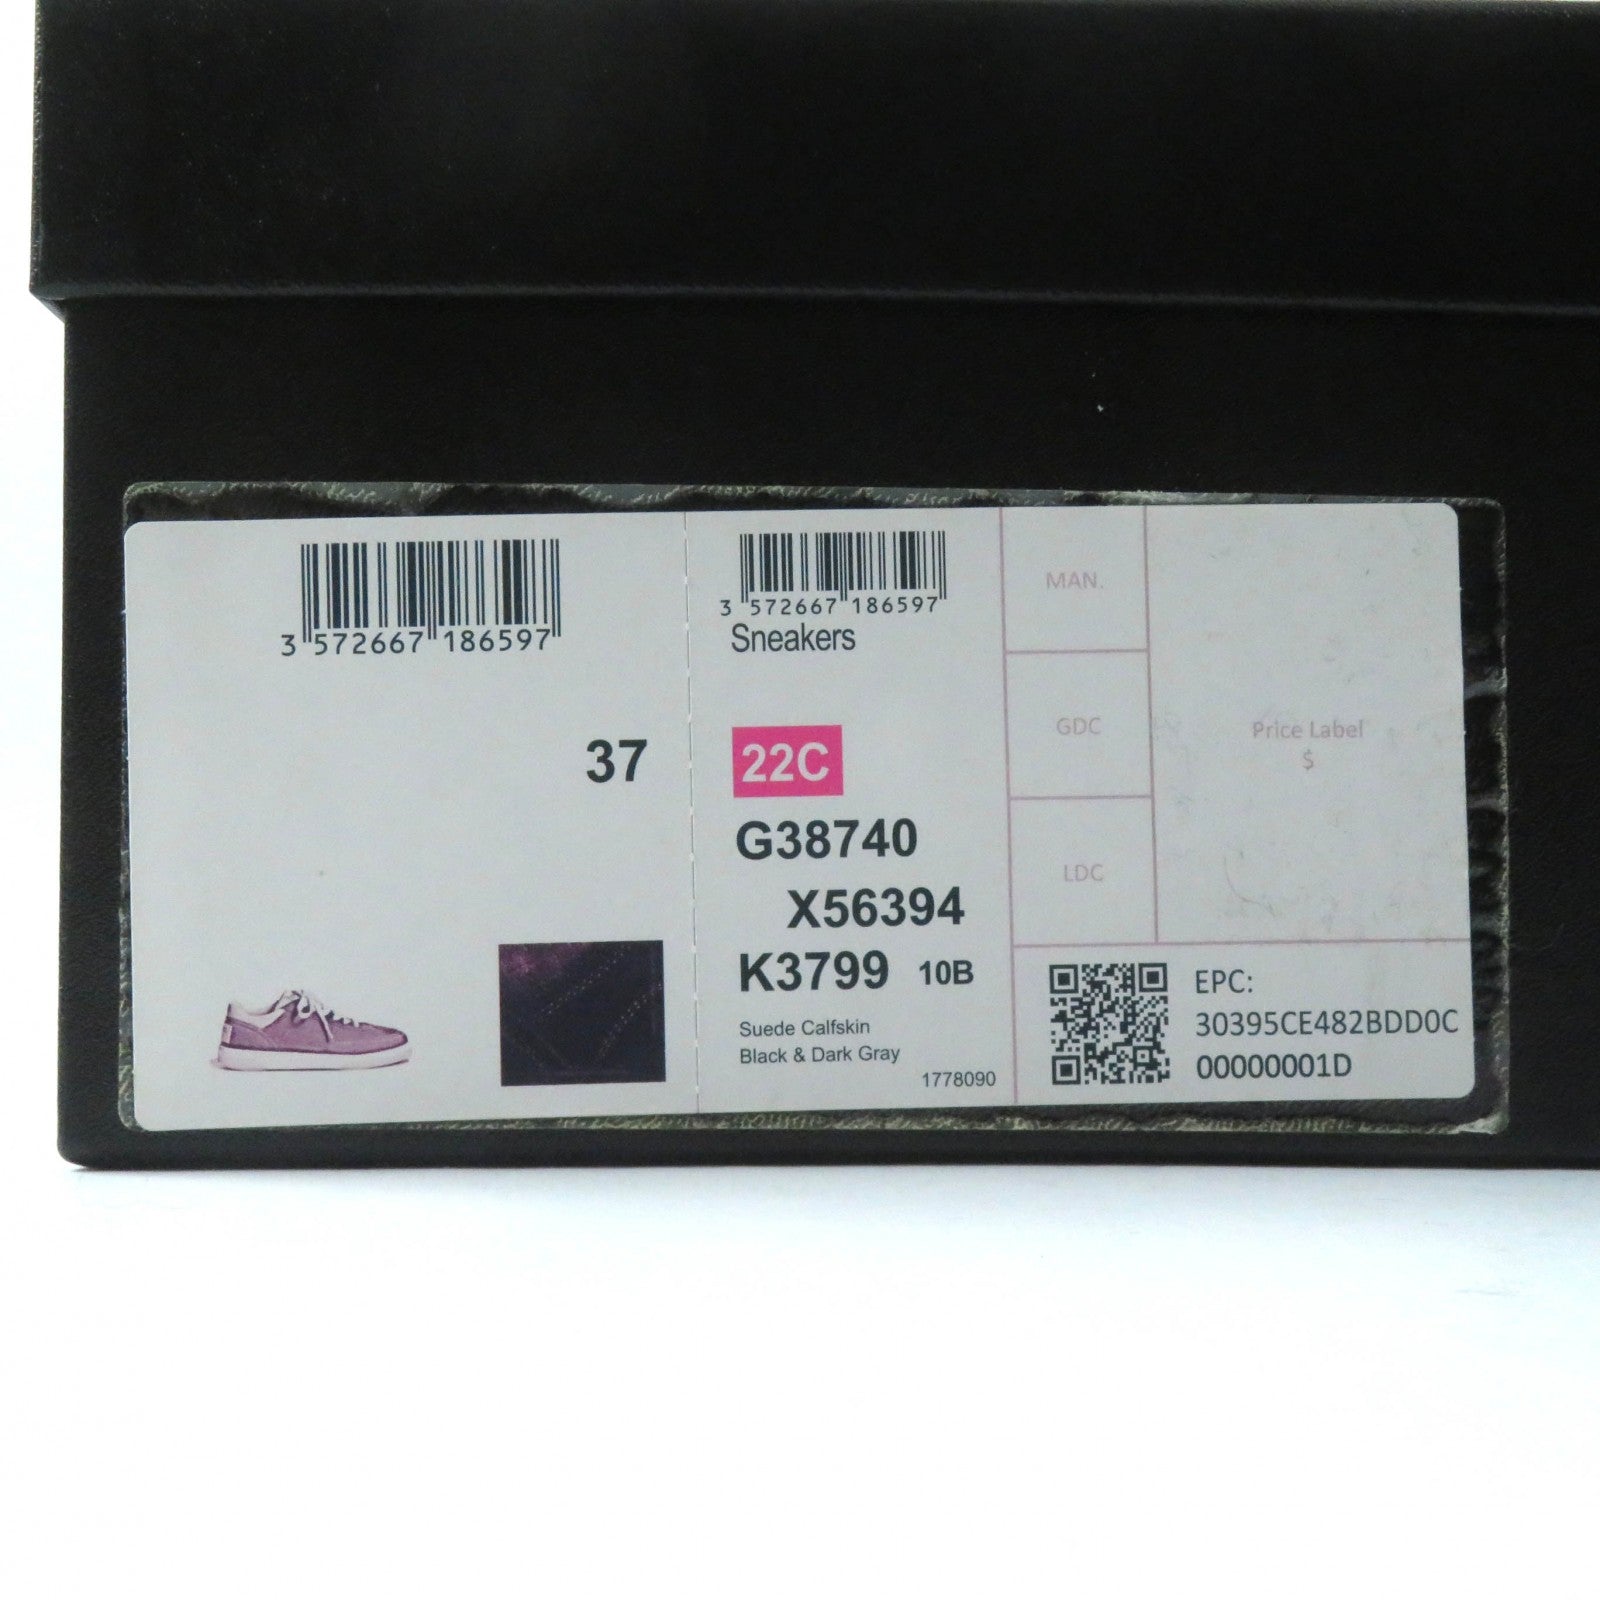 3 572667 186597
37
3 572667 186597
Sneakers
22C
G38740
X56394
K3799 10B
Suede Calfskin
Black & Dark Gray
1778090
MAN.
GDC
LDC
Price Label
$
EPC:
30395CE482BDD0C
00000001D